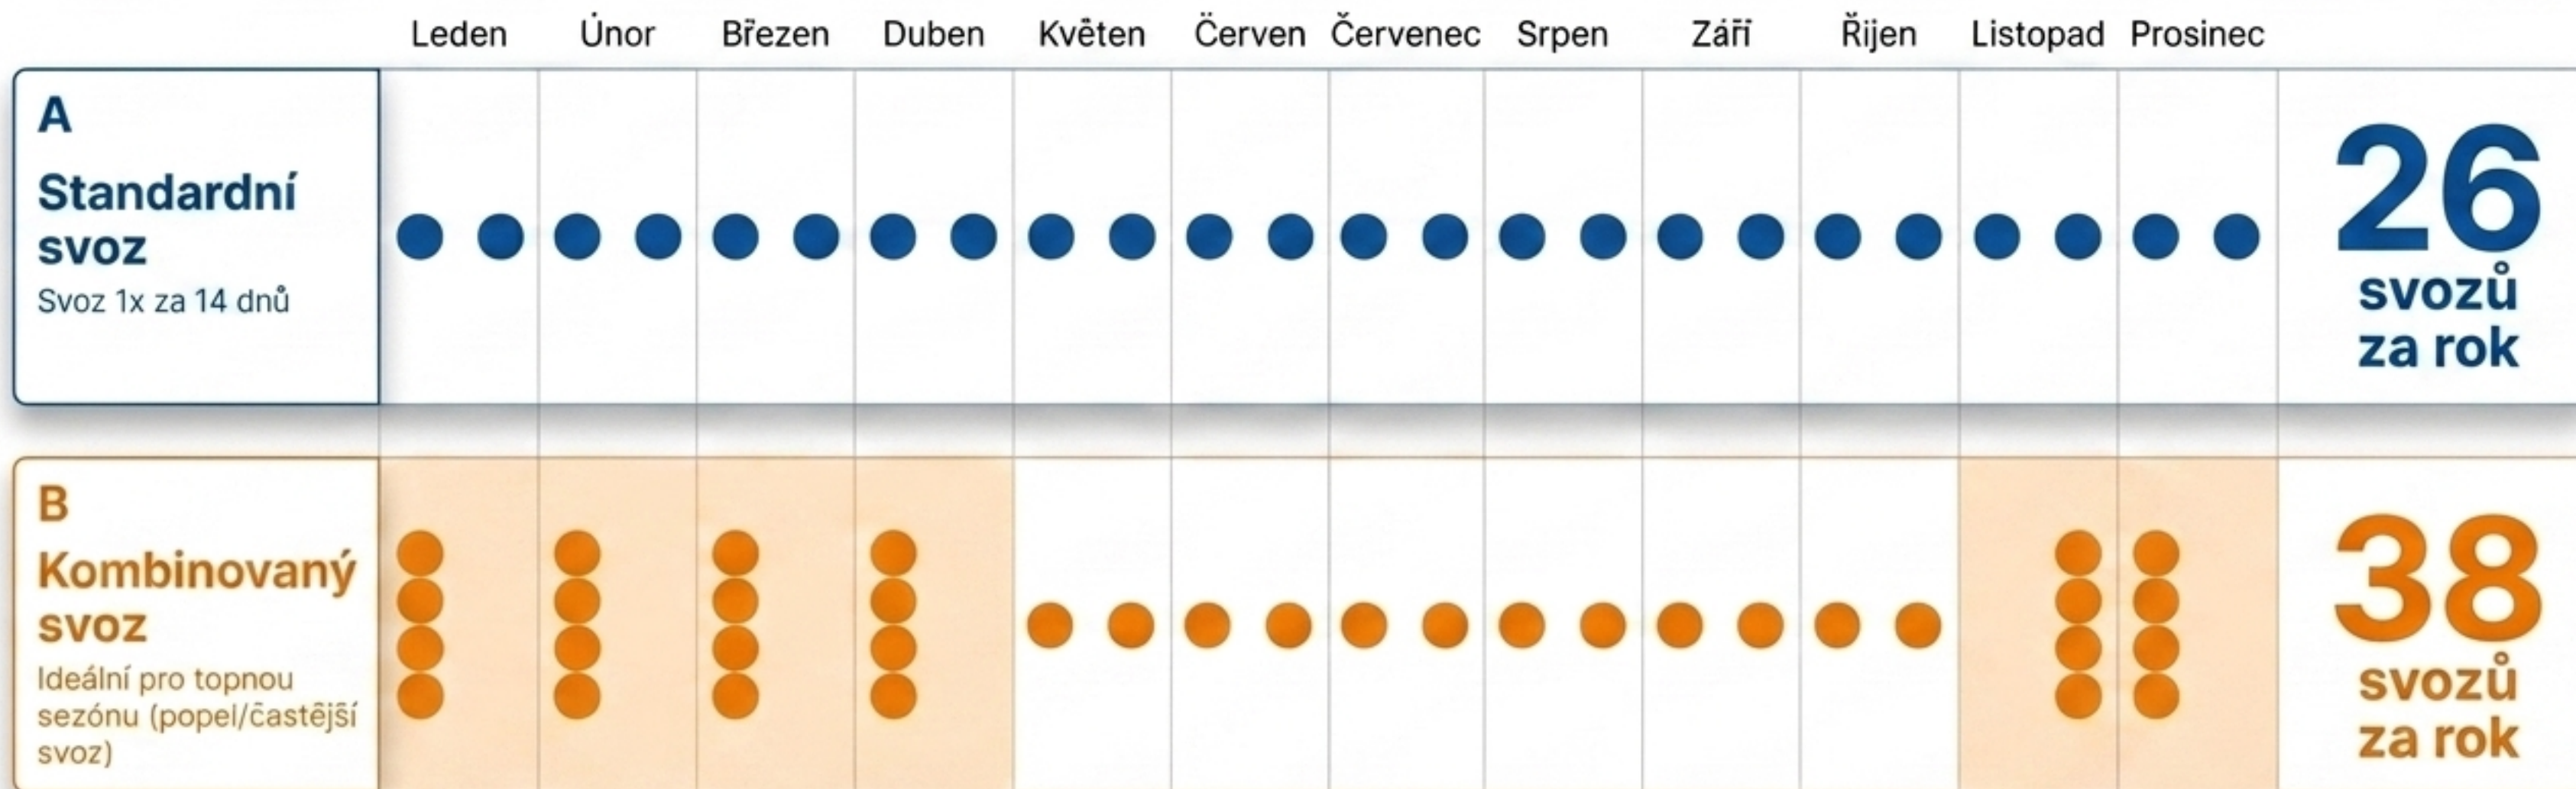 Leden Únor Březen Duben Květen Červen Červenec Srpen Září Říjen Listopad Prosinec
A
Standardní
svoz
Svoz 1x za 14 dnů
26
svozů
za rok
B
Kombinovaný
svoz
Ideální pro topnou
sezónu (popel/častější
svoz)
38
svozů
za rok